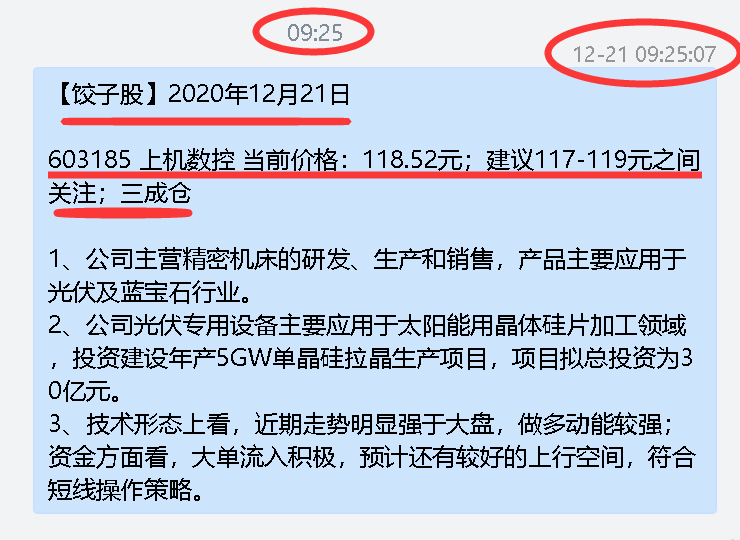 09:25
12-21 09:25:07
【饺子股】2020年12月21日
603185 上机数控 当前价格：118.52元；建议117-119元之间
关注；三成仓
1、公司主营精密机床的研发、生产和销售，产品主要应用于
光伏及蓝宝石行业。
2、公司光伏专用设备主要应用于太阳能用晶体硅片加工领域
，投资建设年产5GW单晶硅拉晶生产项目，项目拟总投资为3
0亿元。
3、技术形态上看，近期走势明显强于大盘，做多动能较强；
资金方面看，大单流入积极，预计还有较好的上行空间，符合
短线操作策略。